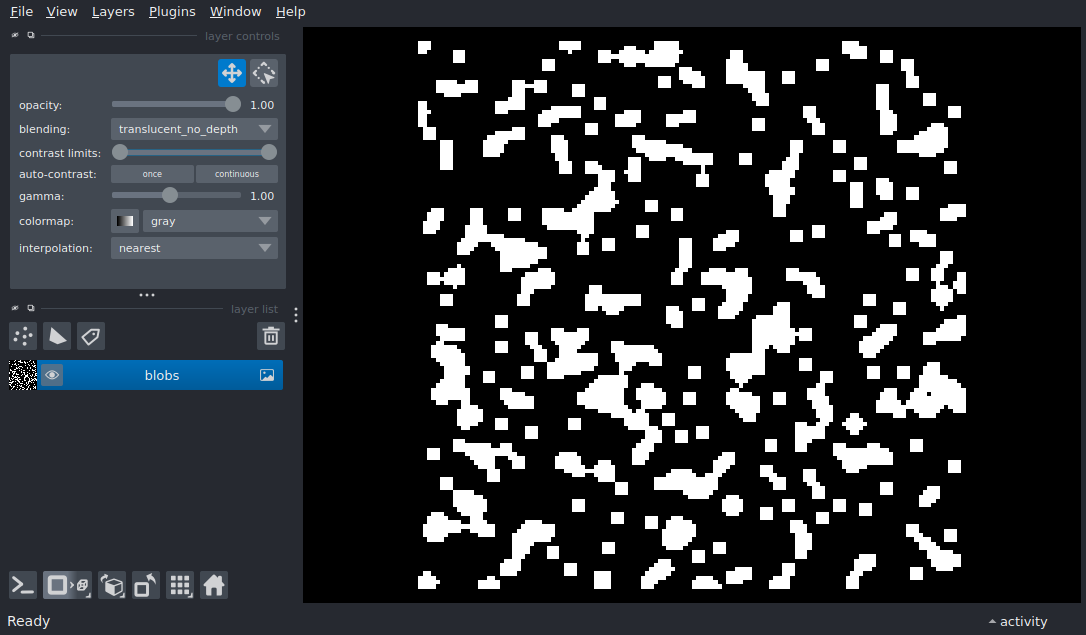 File View Layers Plugins Window Help
layer controls
opacity: 1.00
blending: translucent_no_depth
contrast limits:
auto-contrast: once continuous
gamma: 1.00
colormap: gray
interpolation: nearest
layer list
blobs
Ready activity